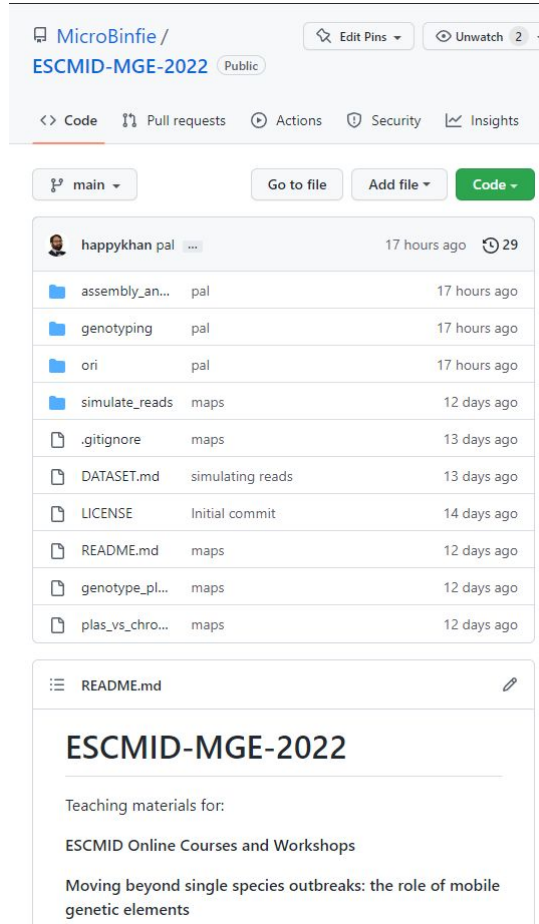 MicroBinfie /
Edit Pins
Unwatch 2
ESCMID-MGE-2022 Public
<> Code
Pull requests
Actions
Security
Insights
main
Go to file
Add file
Code
happykhan pal ... 17 hours ago 29
assembly_an... pal 17 hours ago
genotyping pal 17 hours ago
ori pal 17 hours ago
simulate_reads maps 12 days ago
.gitignore maps 13 days ago
DATASET.md simulating reads 13 days ago
LICENSE Initial commit 14 days ago
README.md maps 12 days ago
genotype_pl... maps 12 days ago
plas_vs_chro... maps 12 days ago
README.md
ESCMID-MGE-2022
Teaching materials for:
ESCMID Online Courses and Workshops
Moving beyond single species outbreaks: the role of mobile
genetic elements